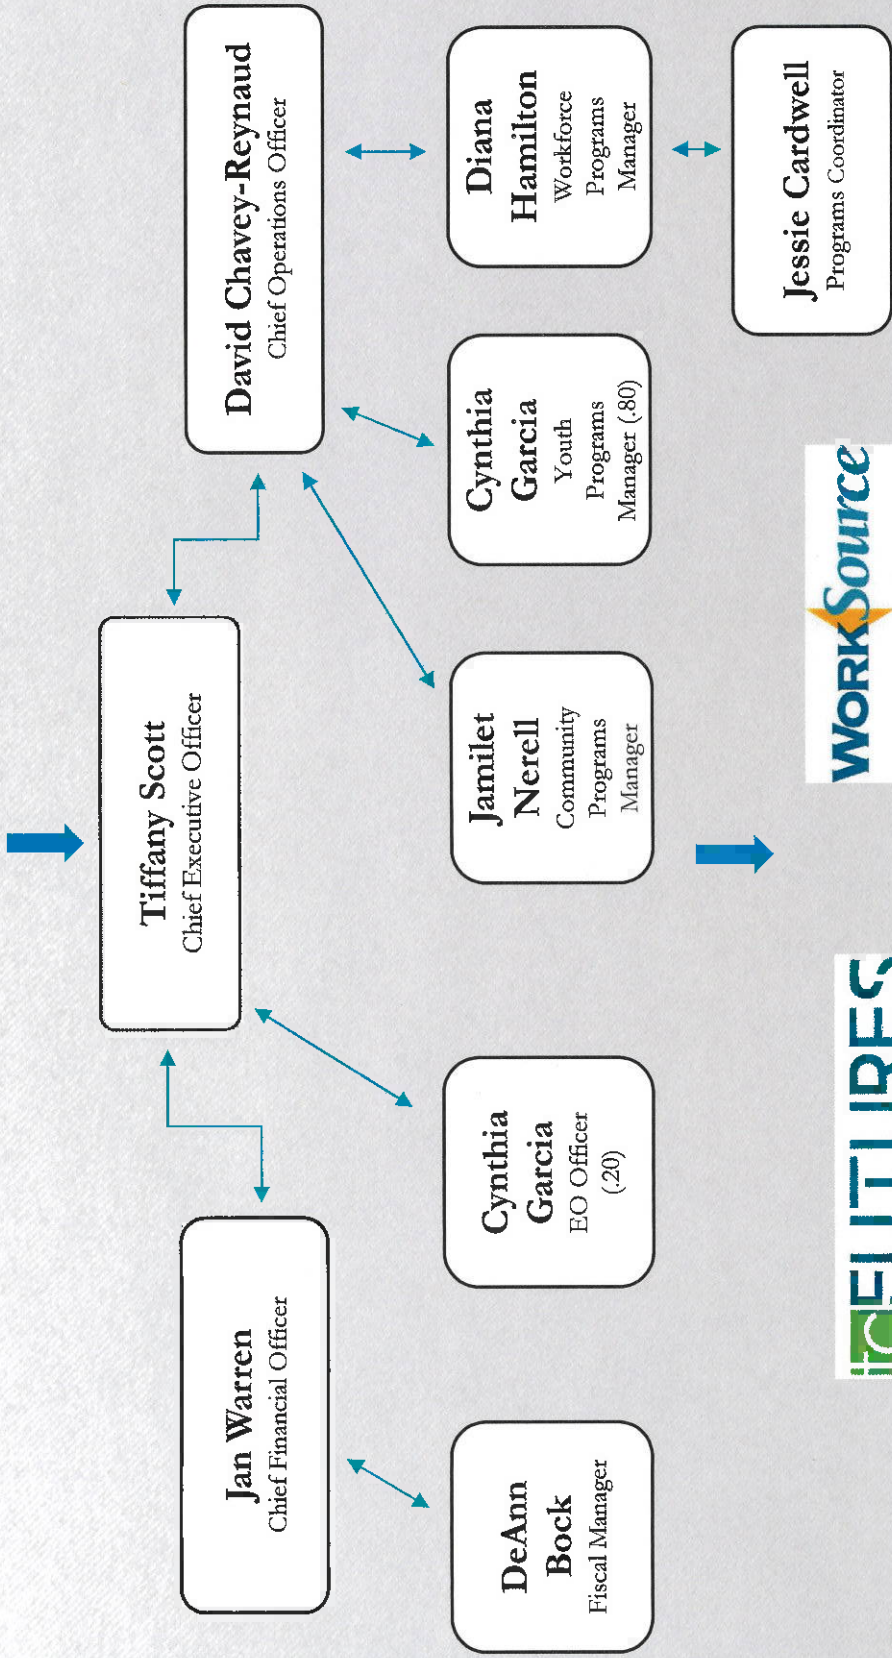 Tiffany Scott
Chief Executive Officer
Jan Warren
Chief Financial Officer
David Chavey-Reynaud
Chief Operations Officer
DeAnn
Bock
Fiscal Manager
Cynthia
Garcia
EO Officer
(.20)
Jamilet
Nerell
Community
Programs
Manager
Cynthia
Garcia
Youth
Programs
Manager (.80)
Diana
Hamilton
Workforce
Programs
Manager
Jessie Cardwell
Programs Coordinator
WORKSource